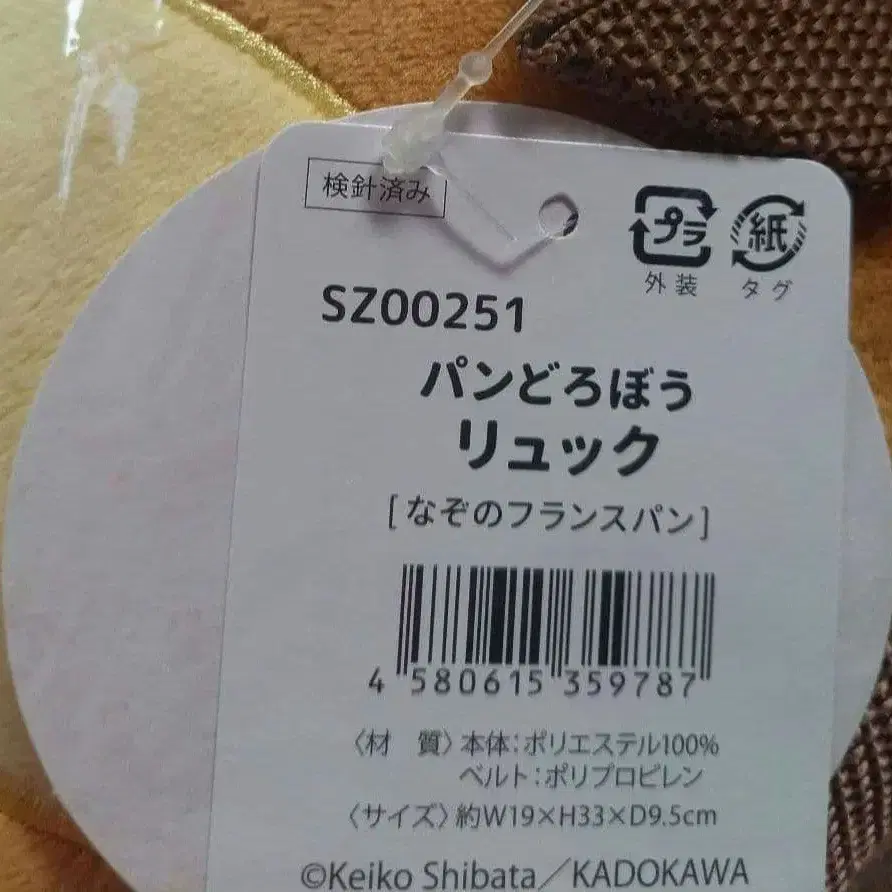 検針済み
プラ 紙
外装 タグ
SZ00251
パンどろぼう
リュック
[なぞのフランスパン]
4 580615 359787
〈材 質〉本体:ポリエステル100%
ベルト:ポリプロピレン
〈サイズ〉約W19×H33×D9.5cm
©Keiko Shibata/KADOKAWA